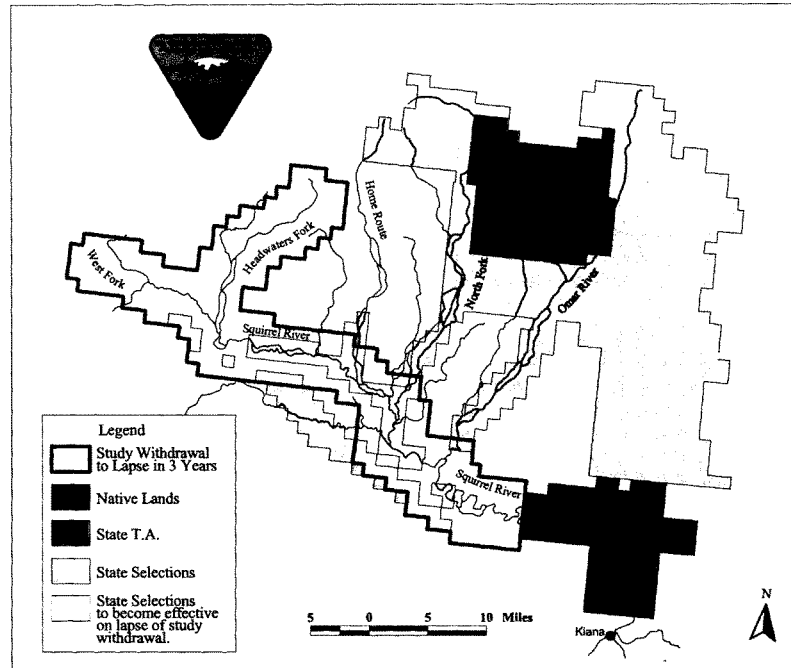 Home Route
Headwaters Fork
West Fork
North Fork
Omar River
Squirrel River
Squirrel River
Legend
Study Withdrawal
to Lapse in 3 Years
Native Lands
State T.A.
State Selections
State Selections
to become effective
on lapse of study
withdrawal.
5 0 5 10 Miles
N
Kiana